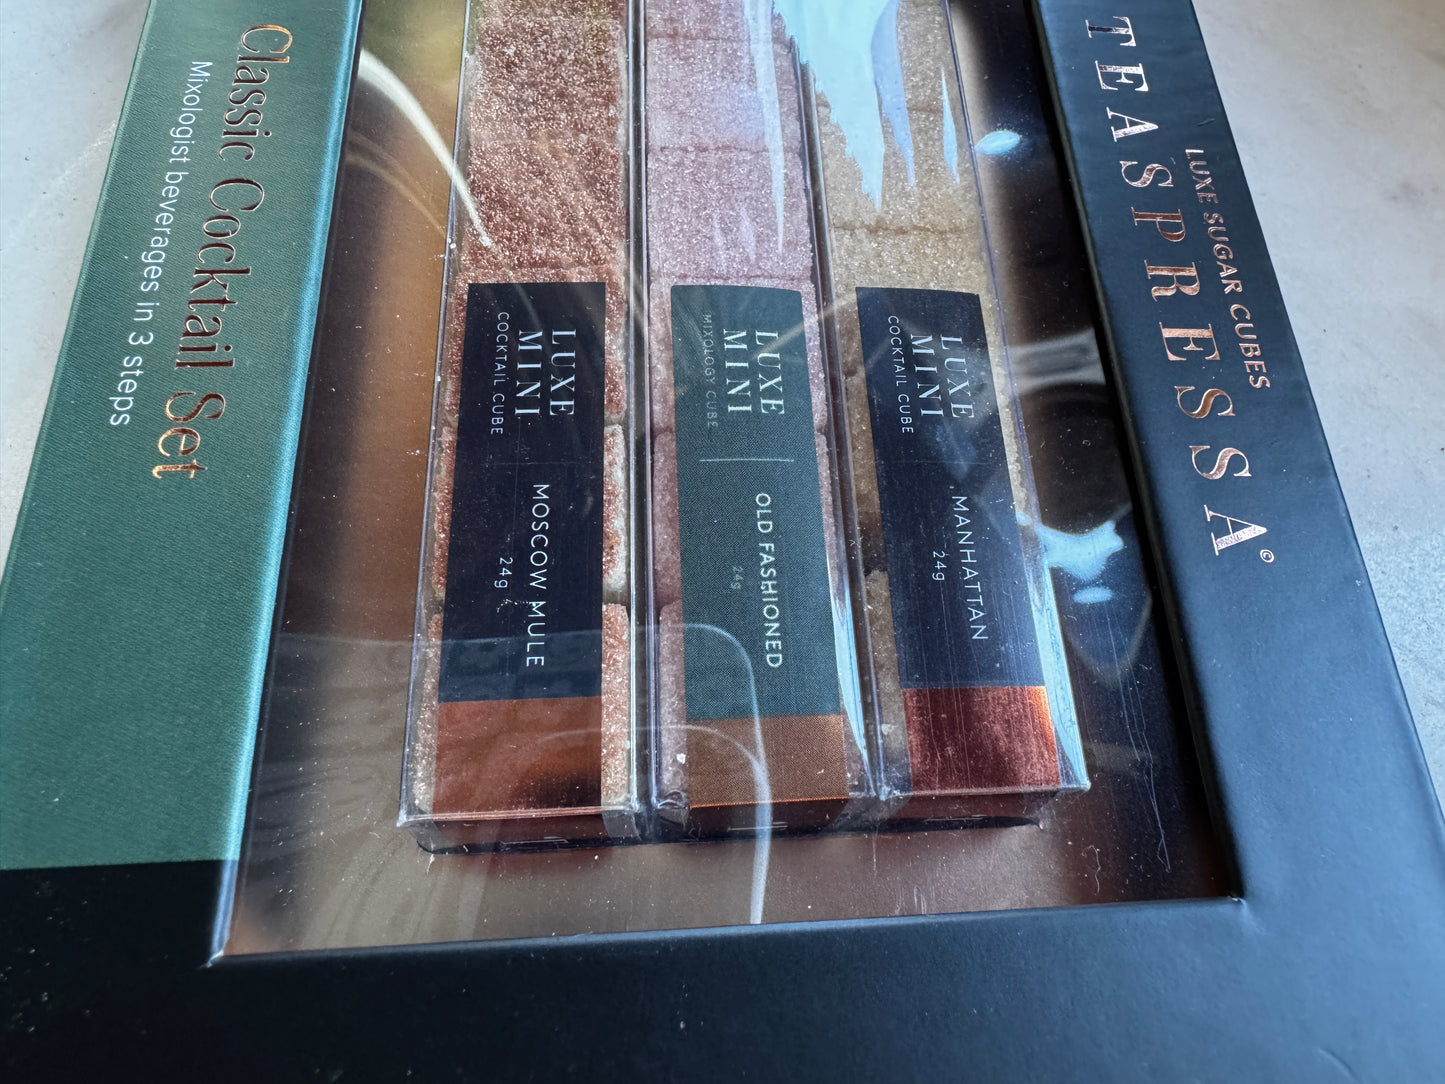 TEASPRESSA©
LUXE SUGAR CUBES
LUXE
MINI
COCKTAIL CUBE
MANHATTAN
24g
LUXE
MINI
MIXOLOGY CUBE
OLD FASHIONED
24g
LUXE
MINI
COCKTAIL CUBE
MOSCOW MULE
24g
Classic Cocktail Set
Mixologist beverages in 3 steps